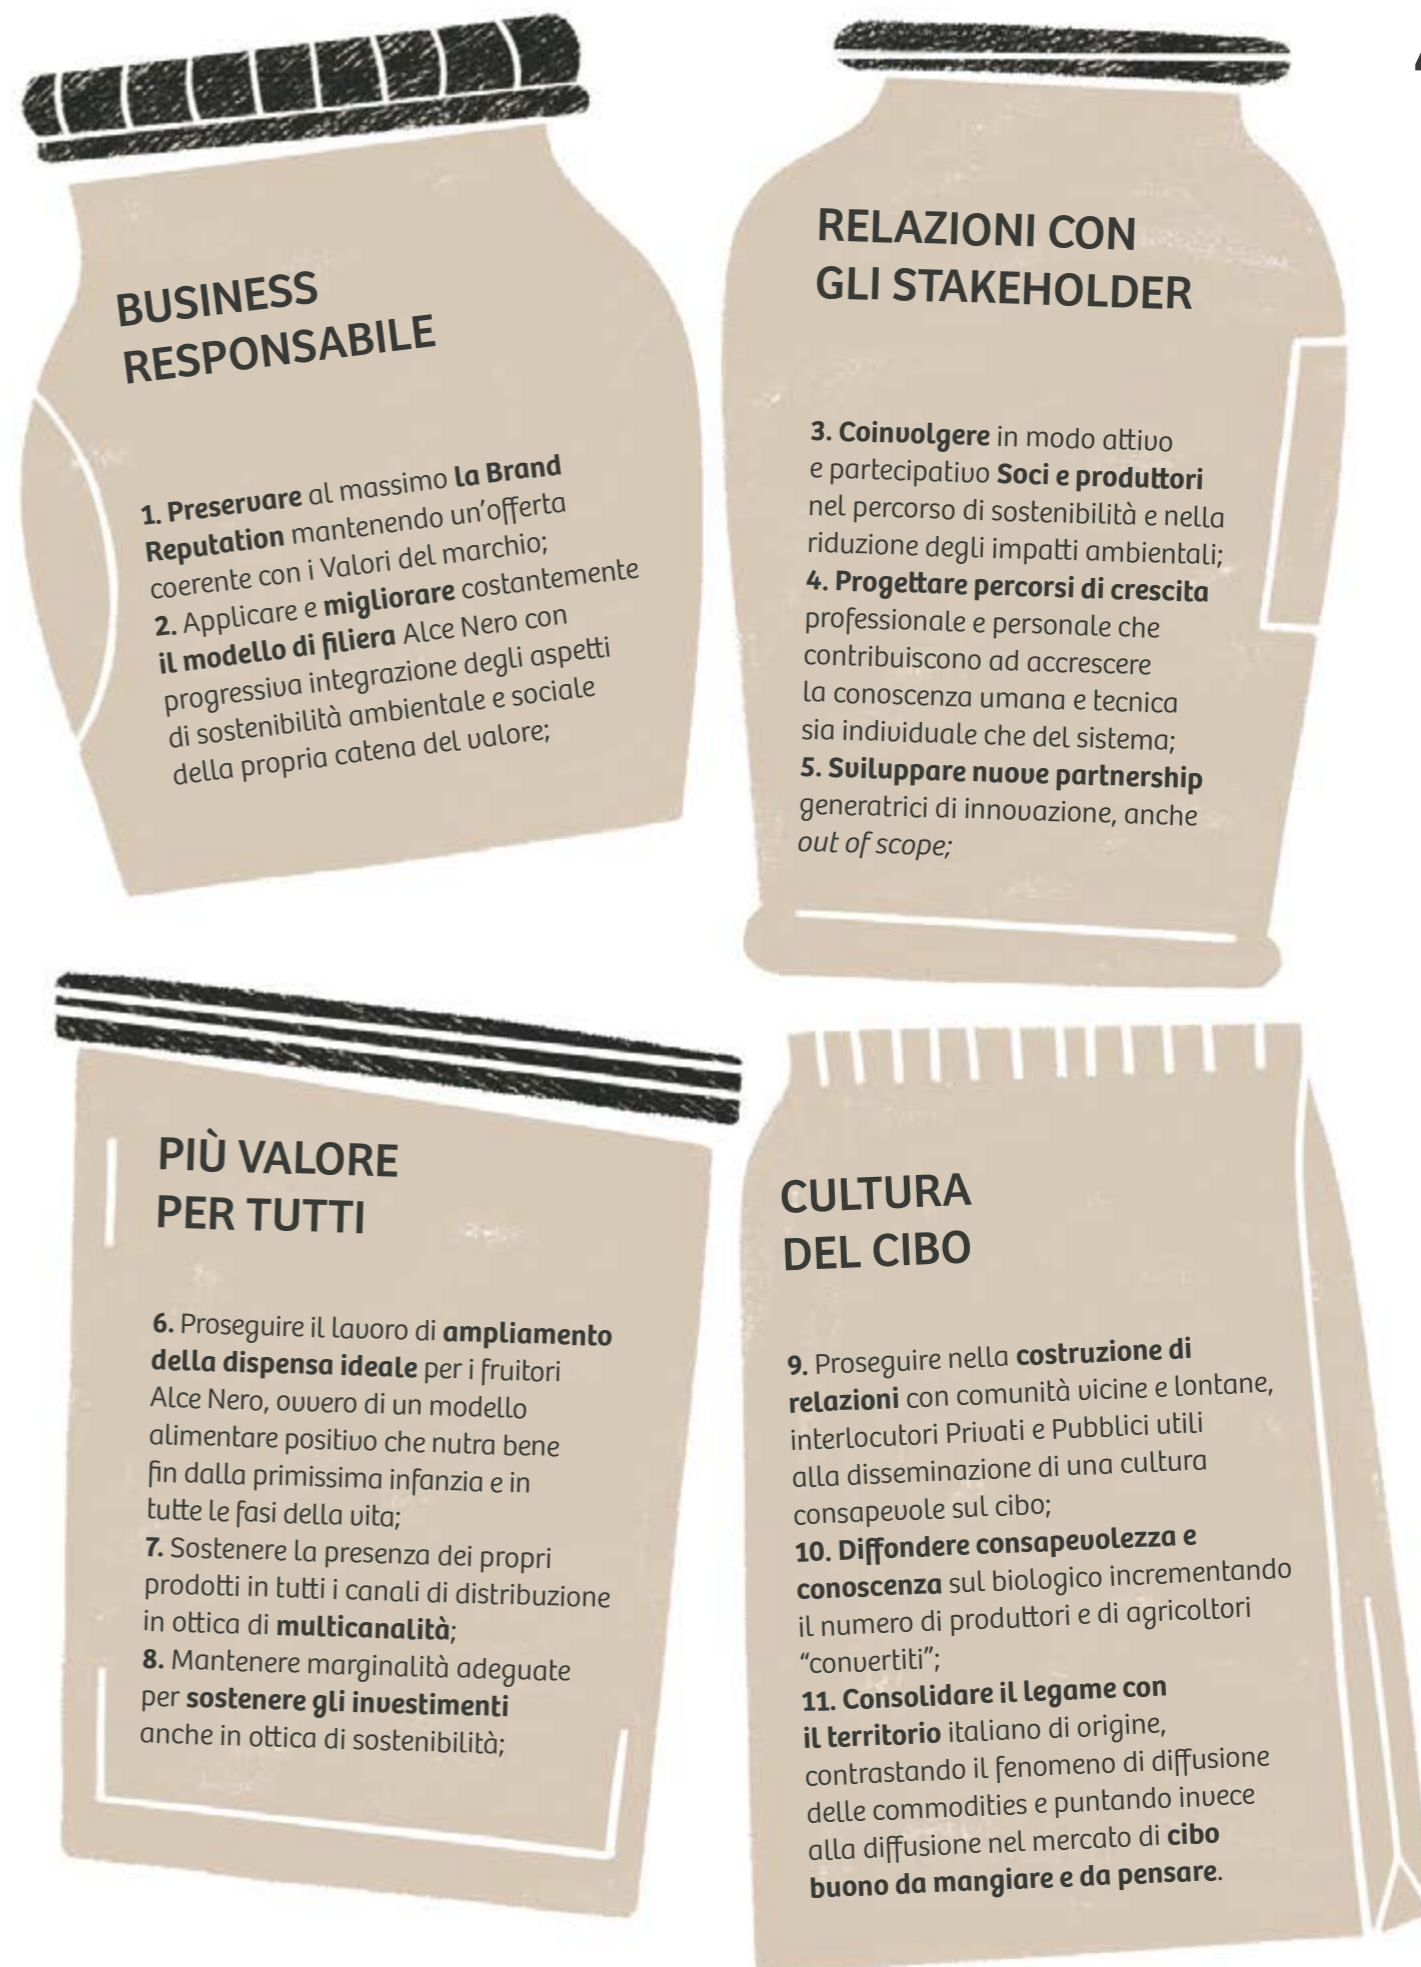 BUSINESS
RESPONSABILE
1. Preservare al massimo la Brand
Reputation mantenendo un'offerta
coerente con i Valori del marchio;
2. Applicare e migliorare costantemente
il modello di filiera Alce Nero con
progressiva integrazione degli aspetti
di sostenibilità ambientale e sociale
della propria catena del valore;
RELAZIONI CON
GLI STAKEHOLDER
3. Coinvolgere in modo attivo
e partecipativo Soci e produttori
nel percorso di sostenibilità e nella
riduzione degli impatti ambientali;
4. Progettare percorsi di crescita
professionale e personale che
contribuiscono ad accrescere
la conoscenza umana e tecnica
sia individuale che del sistema;
5. Sviluppare nuove partnership
generatrici di innovazione, anche
out of scope;
PIÙ VALORE
PER TUTTI
6. Proseguire il lavoro di ampliamento
della dispensa ideale per i fruitori
Alce Nero, ovvero di un modello
alimentare positivo che nutra bene
fin dalla primissima infanzia e in
tutte le fasi della vita;
7. Sostenere la presenza dei propri
prodotti in tutti i canali di distribuzione
in ottica di multicanalità;
8. Mantenere marginalità adeguate
per sostenere gli investimenti
anche in ottica di sostenibilità;
CULTURA
DEL CIBO
9. Proseguire nella costruzione di
relazioni con comunità vicine e lontane,
interlocutori Privati e Pubblici utili
alla disseminazione di una cultura
consapevole sul cibo;
10. Diffondere consapevolezza e
conoscenza sul biologico incrementando
il numero di produttori e di agricoltori
“convertiti”;
11. Consolidare il legame con
il territorio italiano di origine,
contrastando il fenomeno di diffusione
delle commodities e puntando invece
alla diffusione nel mercato di cibo
buono da mangiare e da pensare.